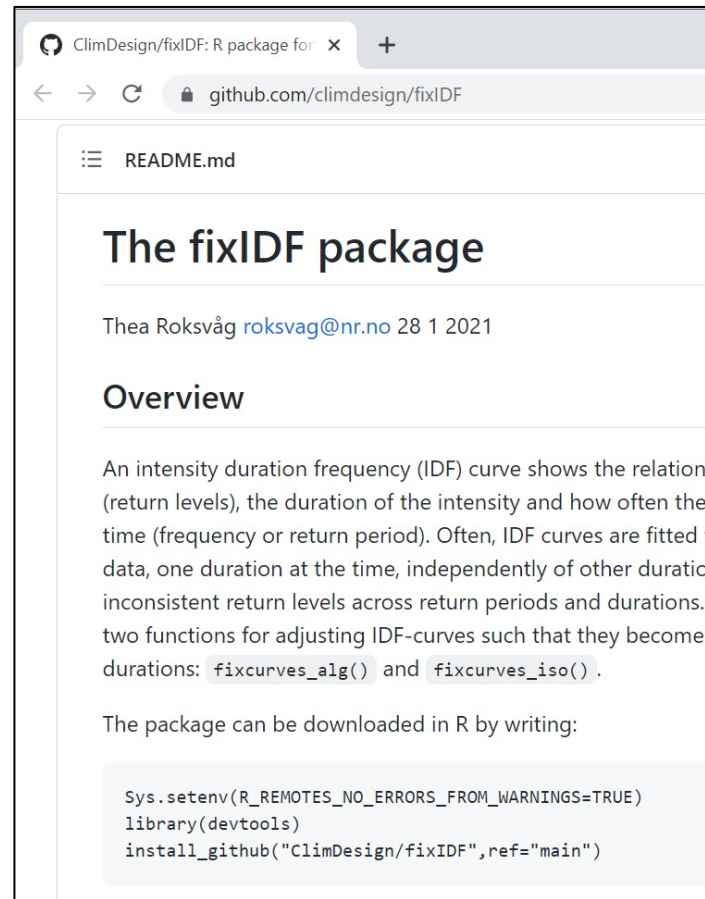 ClimDesign/fixIDF: R package for
github.com/climdesign/fixIDF
README.md
The fixIDF package
Thea Roksvåg roksvag@nr.no 28 1 2021
Overview
An intensity duration frequency (IDF) curve shows the relation
(return levels), the duration of the intensity and how often the
time (frequency or return period). Often, IDF curves are fitted
data, one duration at the time, independently of other duratio
inconsistent return levels across return periods and durations.
two functions for adjusting IDF-curves such that they become
durations: fixcurves_alg() and fixcurves_iso().
The package can be downloaded in R by writing:
Sys.setenv(R_REMOTES_NO_ERRORS_FROM_WARNINGS=TRUE)
library(devtools)
install_github("ClimDesign/fixIDF",ref="main")